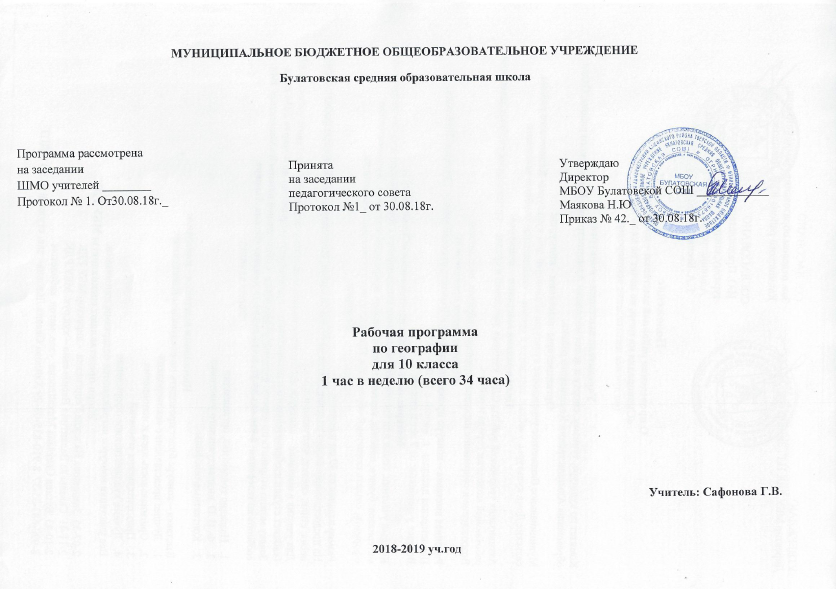 МУНИЦИПАЛЬНОЕ БЮДЖЕТНОЕ ОБЩЕОБРАЗОВАТЕЛЬНОЕ УЧРЕЖДЕНИЕ
Булатовская средняя образовательная школа
Программа рассмотрена
на заседании
ШМО учителей ________
Протокол № 1. От30.08.18г._
Принята
на заседании
педагогического совета
Протокол №1_ от 30.08.18г.
Утверждаю
Директор
МБОУ Булатовской СОШ ____________
Маякова Н.Ю
Приказ № 42._ от 30.08.18г.
МБОУ
БУЛАТОВСКАЯ
Рабочая программа
по географии
для 10 класса
1 час в неделю (всего 34 часа)
Учитель: Сафонова Г.В.
2018-2019 уч.год